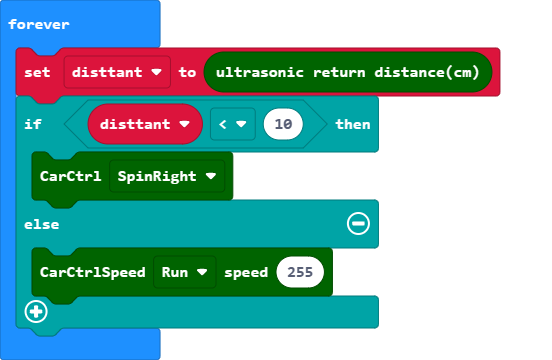 forever
set disttant to ultrasonic return distance(cm)
if disttant < 10 then
CarCtrl SpinRight
else
CarCtrlSpeed Run speed 255